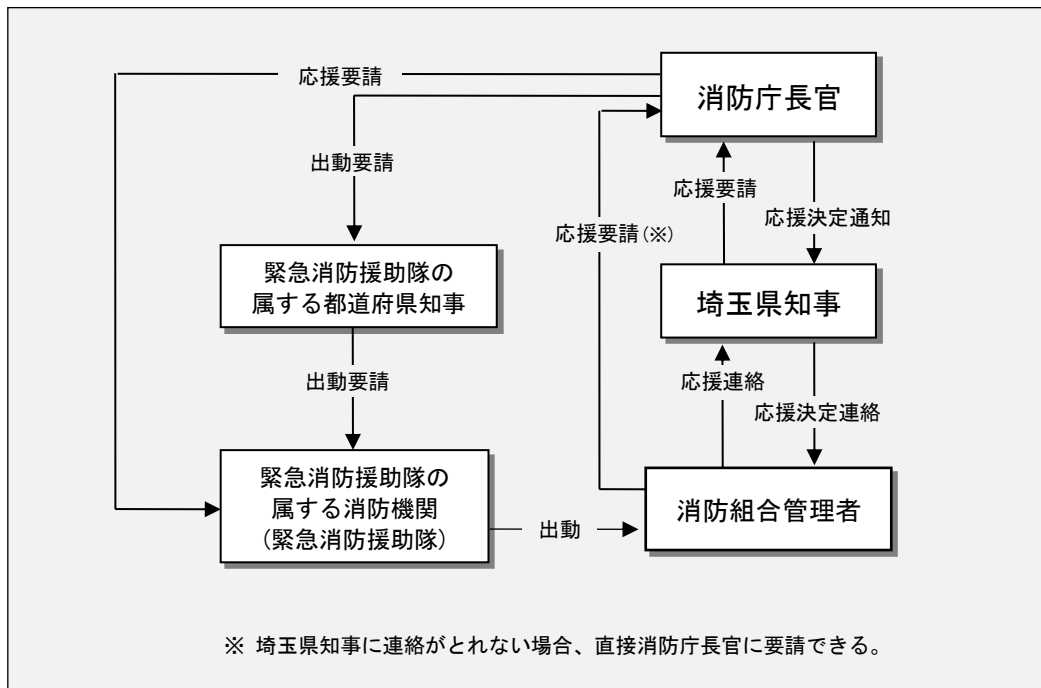 応援要請
消防庁長官
出動要請
応援要請
応援決定通知
応援要請(※)
緊急消防援助隊の
属する都道府県知事
埼玉県知事
出動要請
応援連絡
応援決定連絡
緊急消防援助隊の
属する消防機関
(緊急消防援助隊)
消防組合管理者
出動
※ 埼玉県知事に連絡がとれない場合、直接消防庁長官に要請できる。